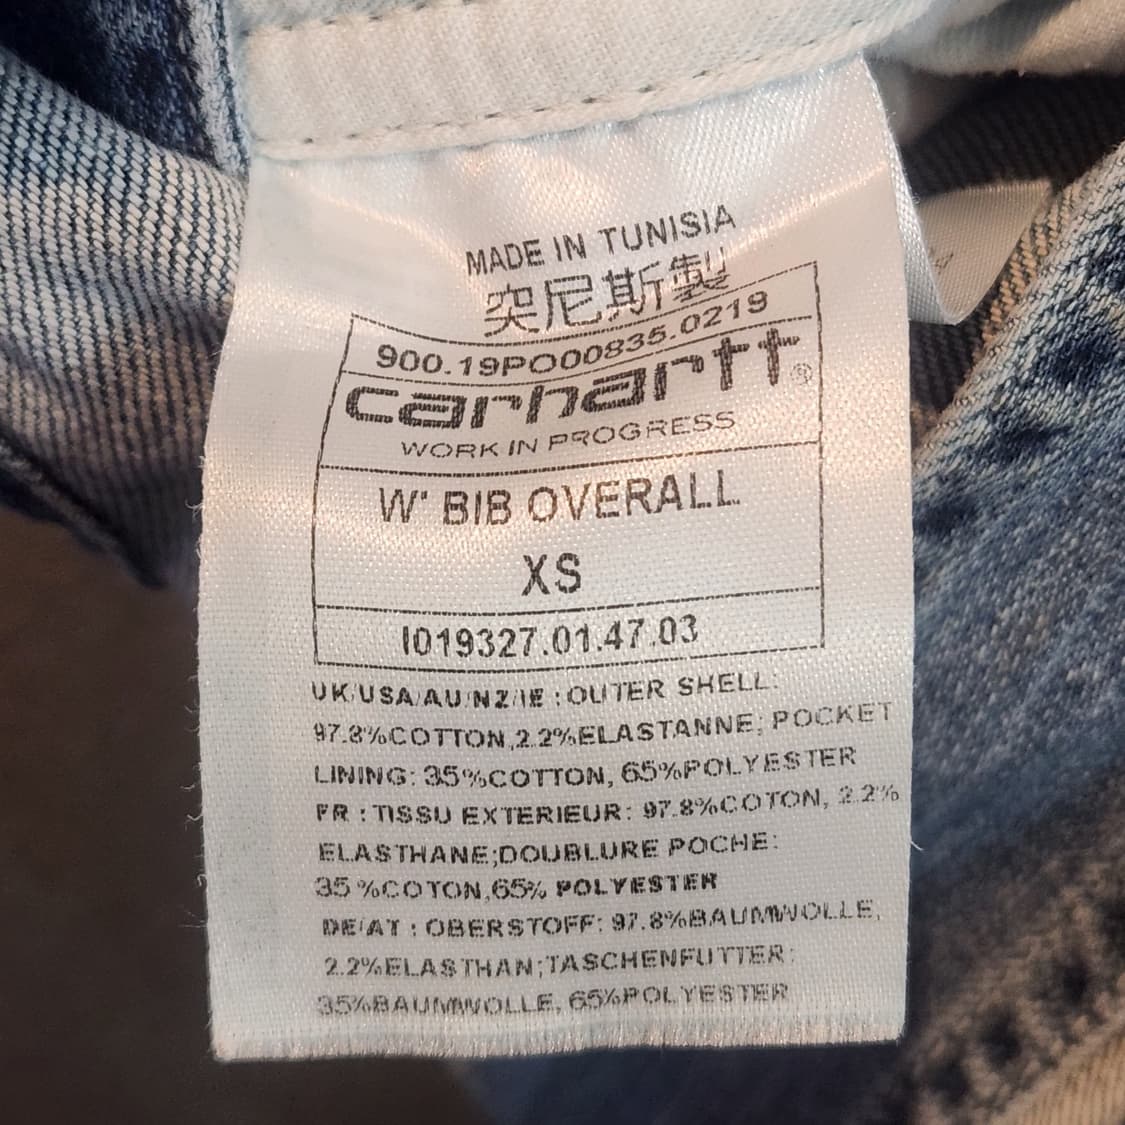 MADE IN TUNISIA
突尼斯製
900.19PO00835.0219
carhartt®
WORK IN PROGRESS
W' BIB OVERALL
XS
I019327.01.47.03
UK/USA/AU/NZ/IE :OUTER SHELL:
97.8%COTTON,2.2%ELASTANNE; POCKET
LINING: 35%COTTON, 65%POLYESTER
FR : TISSU EXTERIEUR: 97.8%COTON, 2.2%
ELASTHANE;DOUBLURE POCHE:
35 %COTON,65% POLYESTER
DE/AT : OBERSTOFF: 97.8%BAUMWOLLE,
2.2%ELASTHAN;TASCHENFUTTER:
35%BAUMWOLLE, 65%POLYESTER